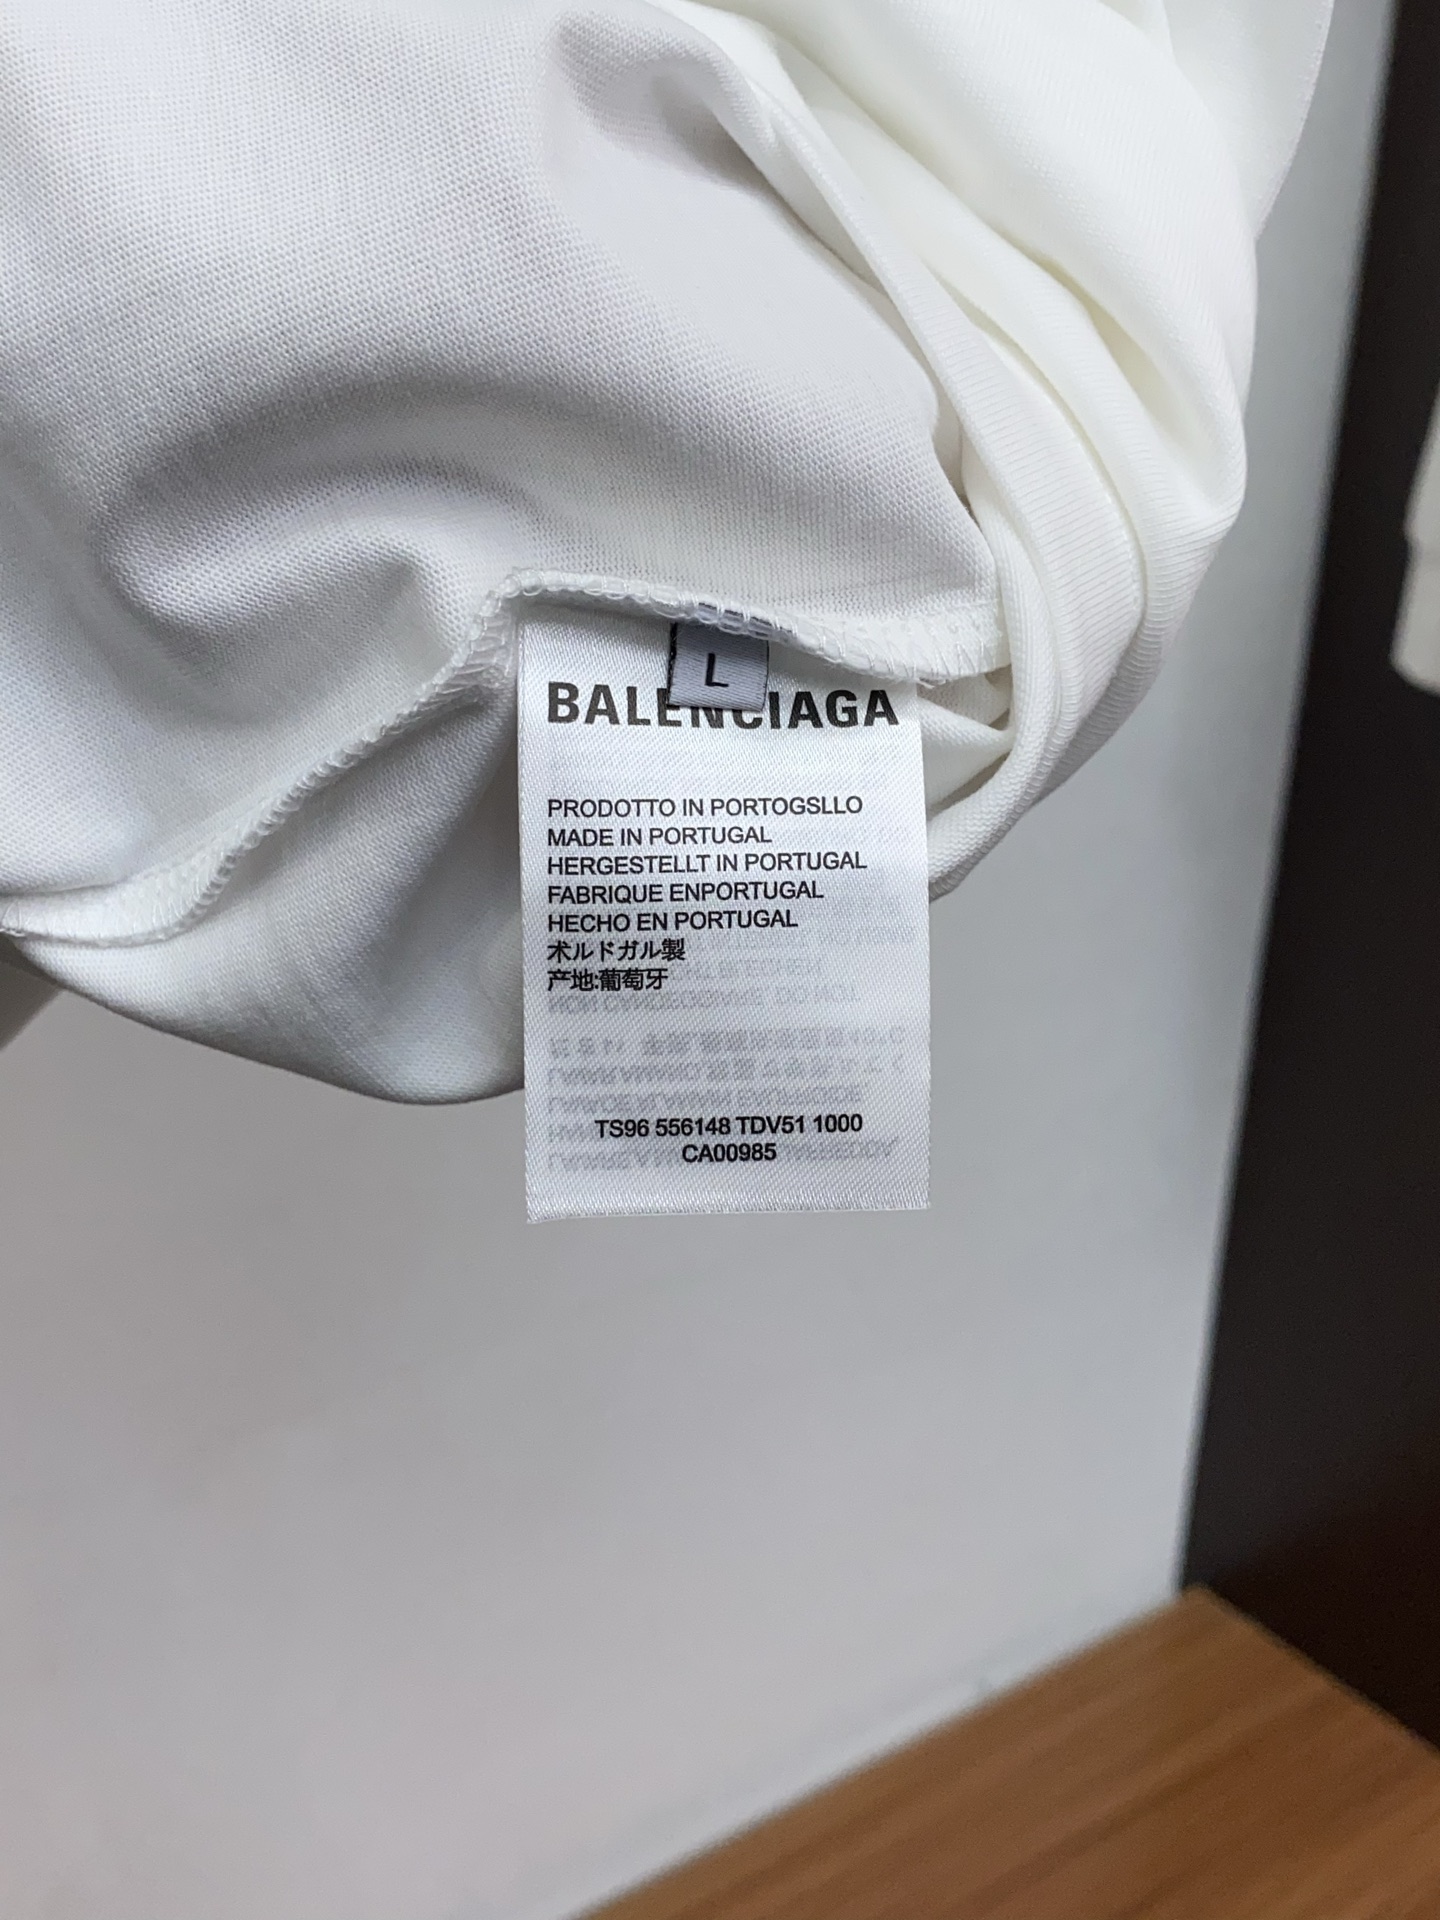 L
BALENCIAGA
PRODOTTO IN PORTOGSLLO
MADE IN PORTUGAL
HERGESTELLT IN PORTUGAL
FABRIQUE ENPORTUGAL
HECHO EN PORTUGAL
术ルドガル製
产地:葡萄牙
TS96 556148 TDV51 1000
CA00985